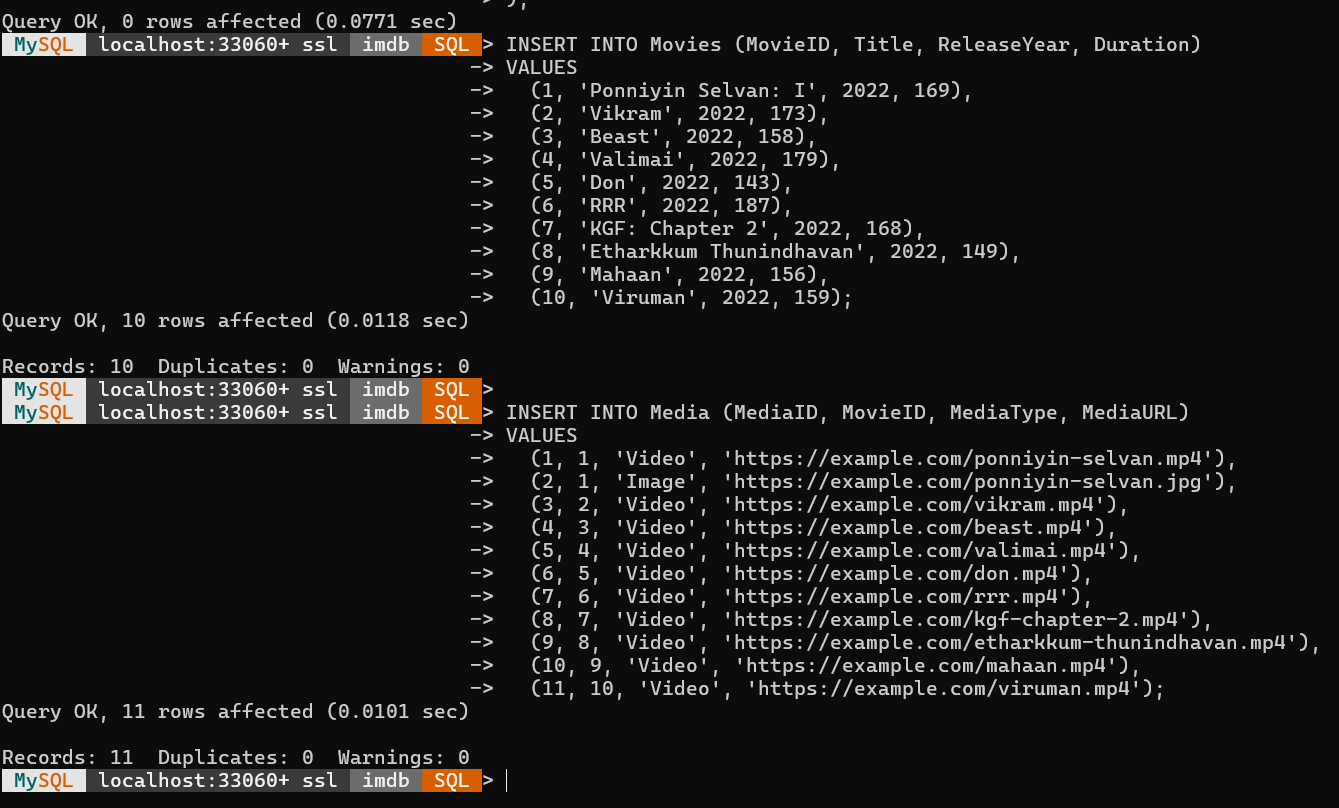 > );
Query OK, 0 rows affected (0.0771 sec)
MySQL localhost:33060+ ssl imdb SQL > INSERT INTO Movies (MovieID, Title, ReleaseYear, Duration)
-> VALUES
-> (1, 'Ponniyin Selvan: I', 2022, 169),
-> (2, 'Vikram', 2022, 173),
-> (3, 'Beast', 2022, 158),
-> (4, 'Valimai', 2022, 179),
-> (5, 'Don', 2022, 143),
-> (6, 'RRR', 2022, 187),
-> (7, 'KGF: Chapter 2', 2022, 168),
-> (8, 'Etharkkum Thunindhavan', 2022, 149),
-> (9, 'Mahaan', 2022, 156),
-> (10, 'Viruman', 2022, 159);
Query OK, 10 rows affected (0.0118 sec)
Records: 10  Duplicates: 0  Warnings: 0
MySQL localhost:33060+ ssl imdb SQL >
MySQL localhost:33060+ ssl imdb SQL > INSERT INTO Media (MediaID, MovieID, MediaType, MediaURL)
-> VALUES
-> (1, 1, 'Video', 'https://example.com/ponniyin-selvan.mp4'),
-> (2, 1, 'Image', 'https://example.com/ponniyin-selvan.jpg'),
-> (3, 2, 'Video', 'https://example.com/vikram.mp4'),
-> (4, 3, 'Video', 'https://example.com/beast.mp4'),
-> (5, 4, 'Video', 'https://example.com/valimai.mp4'),
-> (6, 5, 'Video', 'https://example.com/don.mp4'),
-> (7, 6, 'Video', 'https://example.com/rrr.mp4'),
-> (8, 7, 'Video', 'https://example.com/kgf-chapter-2.mp4'),
-> (9, 8, 'Video', 'https://example.com/etharkkum-thunindhavan.mp4'),
-> (10, 9, 'Video', 'https://example.com/mahaan.mp4'),
-> (11, 10, 'Video', 'https://example.com/viruman.mp4');
Query OK, 11 rows affected (0.0101 sec)
Records: 11  Duplicates: 0  Warnings: 0
MySQL localhost:33060+ ssl imdb SQL >